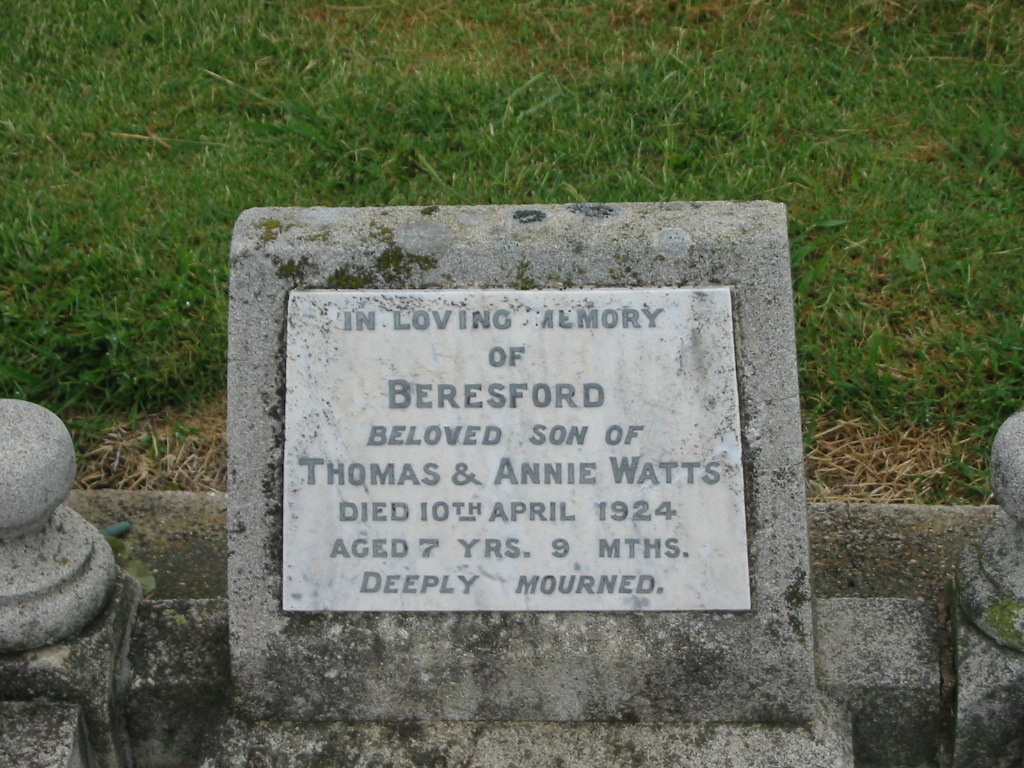 IN LOVING MEMORY
OF
BERESFORD
BELOVED SON OF
THOMAS & ANNIE WATTS
DIED 10TH APRIL 1924
AGED 7 YRS. 9 MTHS.
DEEPLY MOURNED.